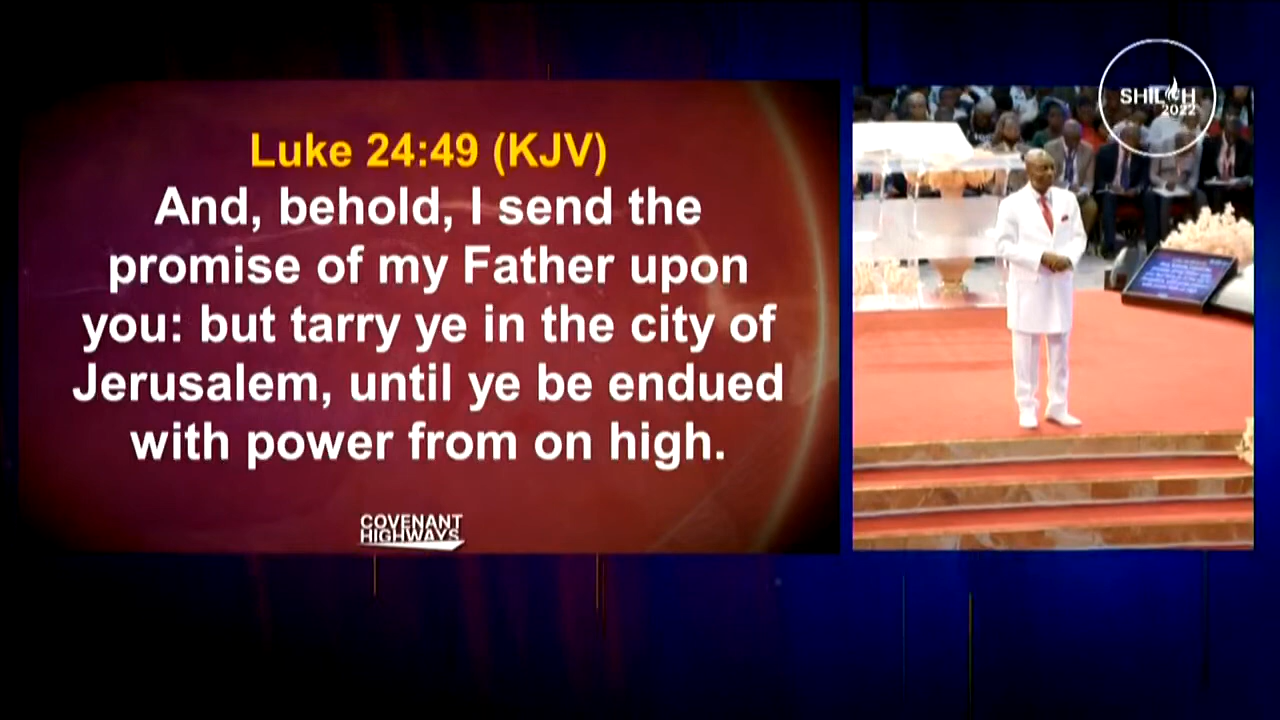 Luke 24:49 (KJV)
And, behold, I send the
promise of my Father upon
you: but tarry ye in the city of
Jerusalem, until ye be endued
with power from on high.
COVENANT
HIGHWAYS
SHILOH
2022